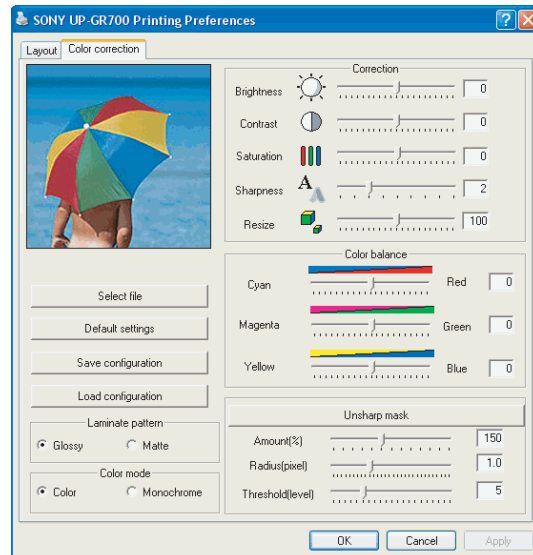 SONY UP-GR700 Printing Preferences
Layout
Color correction
Correction
Brightness 0
Contrast 0
Saturation 0
Sharpness 2
Resize 100
Color balance
Cyan Red 0
Magenta Green 0
Yellow Blue 0
Select file
Default settings
Save configuration
Load configuration
Laminate pattern
Glossy Matte
Color mode
Color Monochrome
Unsharp mask
Amount(%) 150
Radius(pixel) 1.0
Threshold(level) 5
OK Cancel Apply